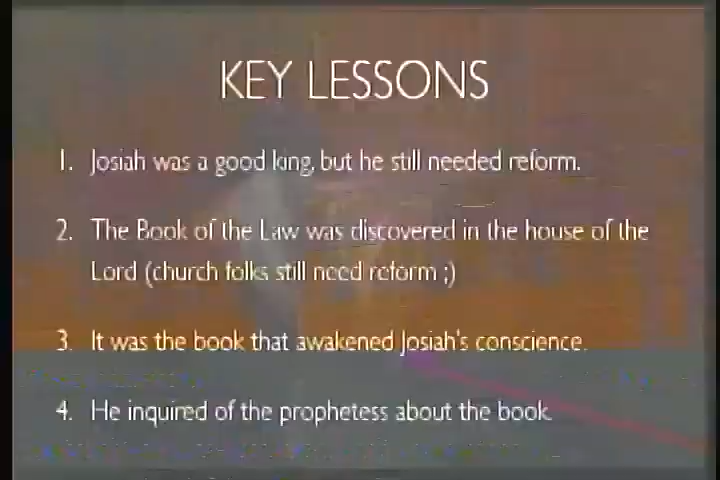 KEY LESSONS
1. Josiah was a good king, but he still needed reform.
2. The Book of the Law was discovered in the house of the
Lord (church folks still need reform ;)
3. It was the book that awakened Josiah's conscience.
4. He inquired of the prophetess about the book.